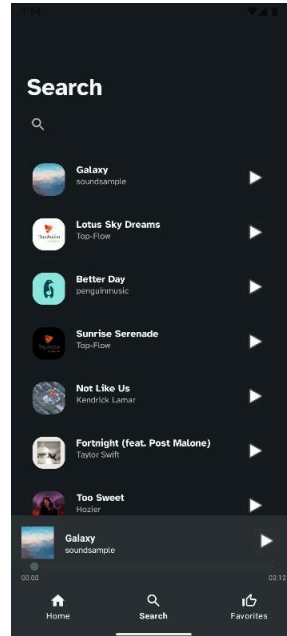 7:51
Search
Galaxy
soundsample
Lotus Sky Dreams
Top-Flow
Better Day
penguinmusic
Sunrise Serenade
Top-Flow
Not Like Us
Kendrick Lamar
Fortnight (feat. Post Malone)
Taylor Swift
Too Sweet
Hozier
Galaxy
soundsample
00:00
02:12
Home
Search
Favorites